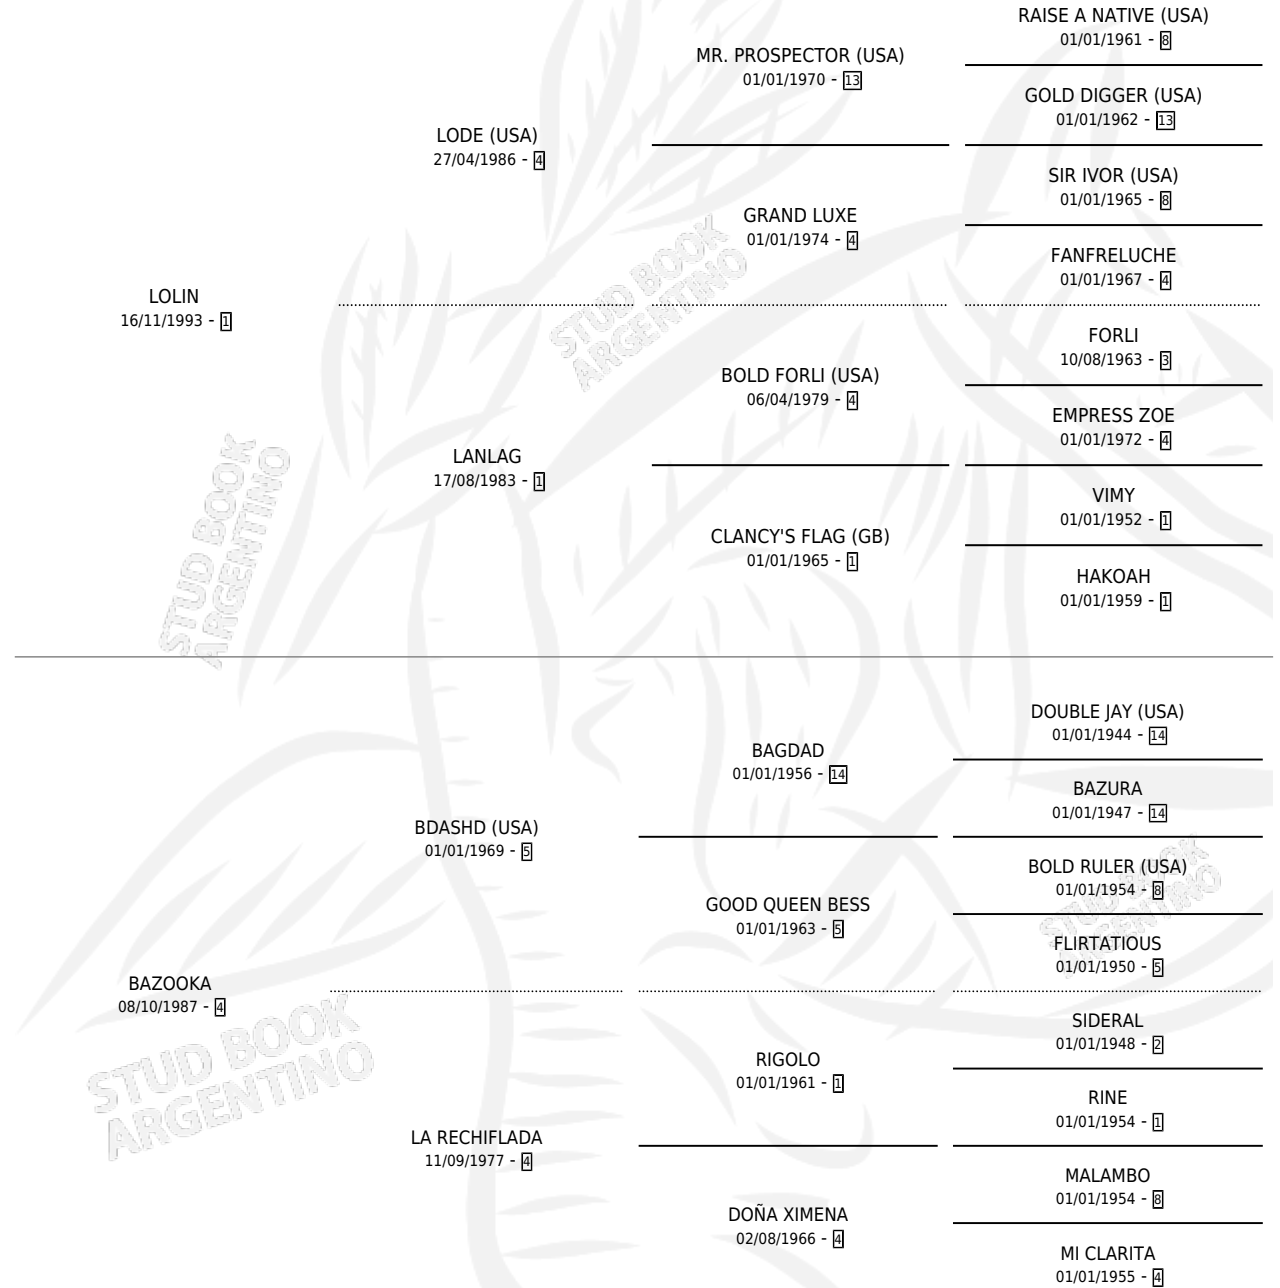 RAISE A NATIVE (USA)
01/01/1961 - 8
MR. PROSPECTOR (USA)
01/01/1970 - 13
GOLD DIGGER (USA)
01/01/1962 - 13
LODE (USA)
27/04/1986 - 4
SIR IVOR (USA)
01/01/1965 - 8
GRAND LUXE
01/01/1974 - 4
FANFRELUCHE
01/01/1967 - 4
LOLIN
16/11/1993 - 1
FORLI
10/08/1963 - 3
BOLD FORLI (USA)
06/04/1979 - 4
EMPRESS ZOE
01/01/1972 - 4
LANLAG
17/08/1983 - 1
VIMY
01/01/1952 - 1
CLANCY'S FLAG (GB)
01/01/1965 - 1
HAKOAH
01/01/1959 - 1
DOUBLE JAY (USA)
01/01/1944 - 14
BAGDAD
01/01/1956 - 14
BAZURA
01/01/1947 - 14
BDASHD (USA)
01/01/1969 - 5
BOLD RULER (USA)
01/01/1954 - 8
GOOD QUEEN BESS
01/01/1963 - 5
FLIRTATIOUS
01/01/1950 - 5
BAZOOKA
08/10/1987 - 4
SIDERAL
01/01/1948 - 2
RIGOLO
01/01/1961 - 1
RINE
01/01/1954 - 1
LA RECHIFLADA
11/09/1977 - 4
MALAMBO
01/01/1954 - 8
DOÑA XIMENA
02/08/1966 - 4
MI CLARITA
01/01/1955 - 4
STUD BOOK
ARGENTINO
STUD BOOK
ARGENTINO
STUD BOOK
ARGENTINO
STUD BOOK
ARGENTINO